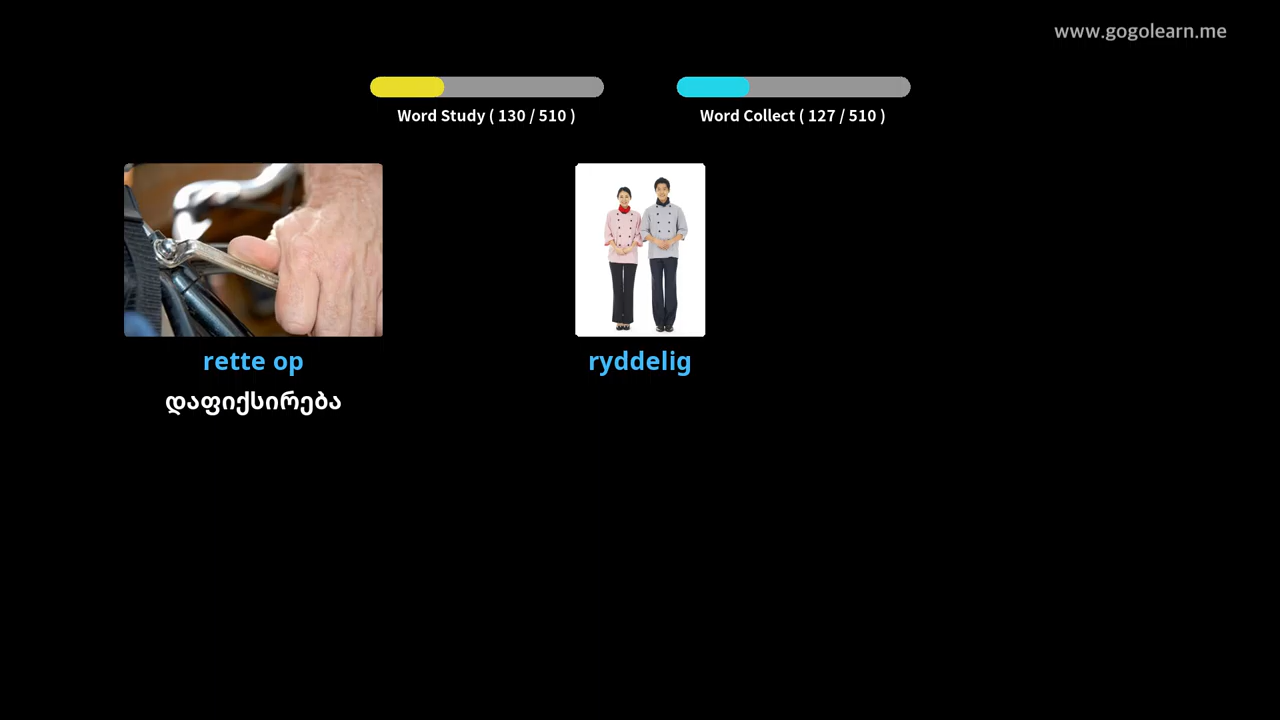 www.gogolearn.me
Word Study ( 130 / 510 )
Word Collect ( 127 / 510 )
rette op
დაფიქსირება
ryddelig